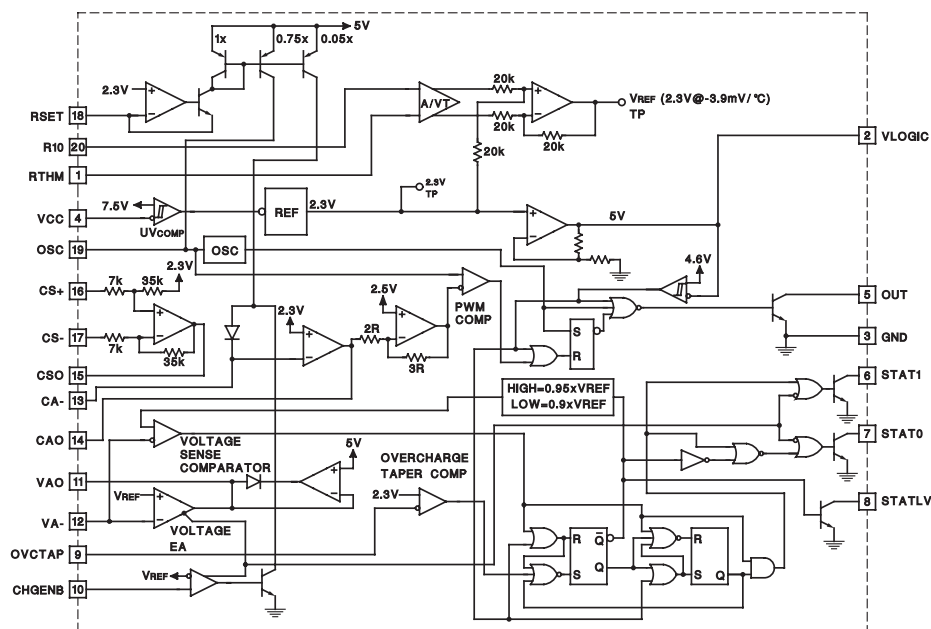 1x
0.75x
0.05x
5V
2.3V
RSET 18
R10 20
RTHM 1
A/VT
20k
20k
20k
20k
VREF (2.3V@-3.9mV/°C)
TP
2 VLOGIC
2.3V
TP
7.5V
VCC 4
UVCOMP
REF
2.3V
5V
OSC 19
OSC
4.6V
CS+ 16
7k
35k
2.3V
CS- 17
7k
35k
2.3V
2.5V
2R
3R
PWM
COMP
S
R
5 OUT
3 GND
CSO 15
CA- 13
CAO 14
HIGH=0.95xVREF
LOW=0.9xVREF
6 STAT1
7 STAT0
8 STATLV
VOLTAGE
SENSE
COMPARATOR
5V
OVERCHARGE
TAPER COMP
2.3V
VAO 11
VREF
VA- 12
VOLTAGE
EA
OVCTAP 9
VREF
CHGENB 10
R
Q
S
Q
R
S
Q